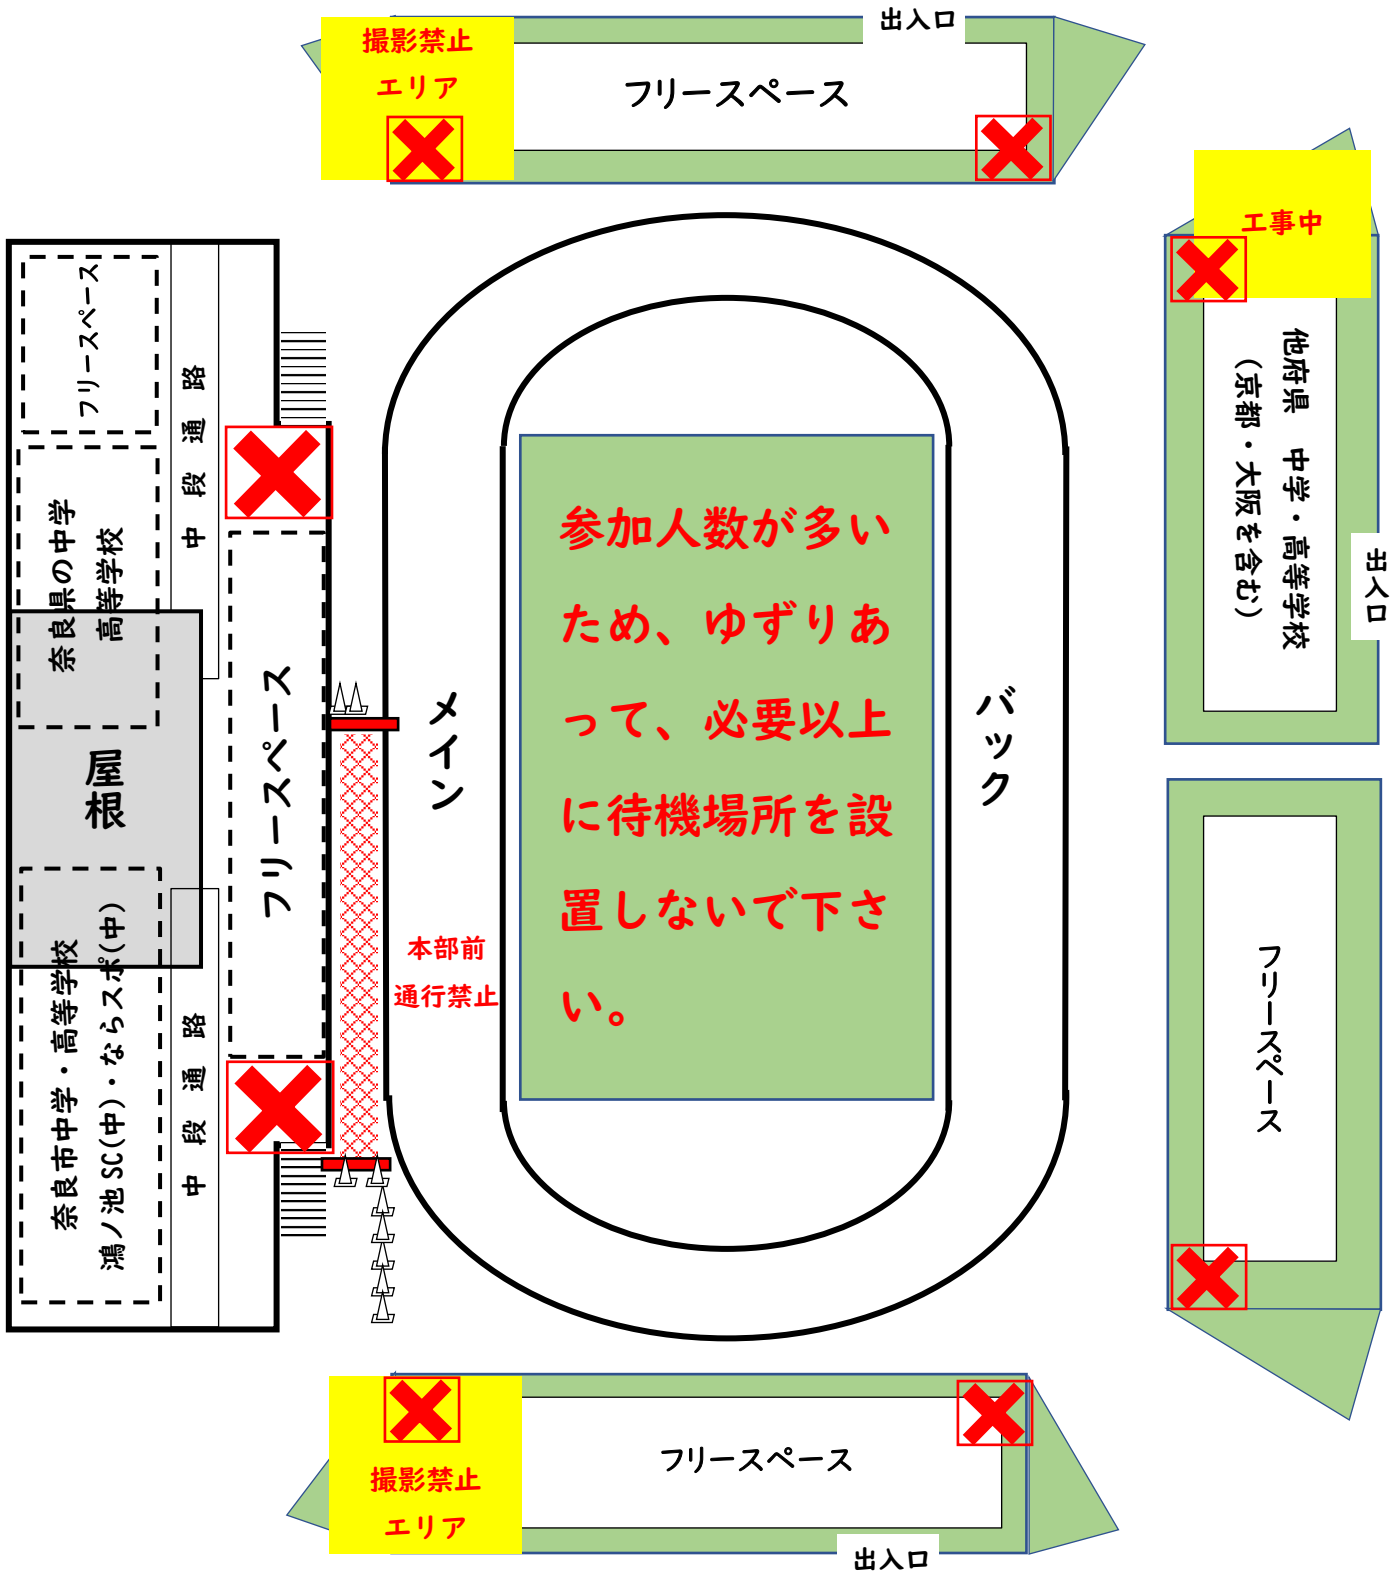 出入口
撮影禁止
エリア
フリースペース
工事中
フリースペース
中段通路
奈良県の中学
高等学校
他府県　中学・高等学校
（京都・大阪を含む）
出入口
参加人数が多い
ため、ゆずりあ
って、必要以上
に待機場所を設
置しないで下さ
い。
フリースペース
メイン
バック
屋根
本部前
通行禁止
奈良市中学・高等学校
鴻ノ池SC(中)・ならスポ(中)
中段通路
フリースペース
撮影禁止
エリア
フリースペース
出入口